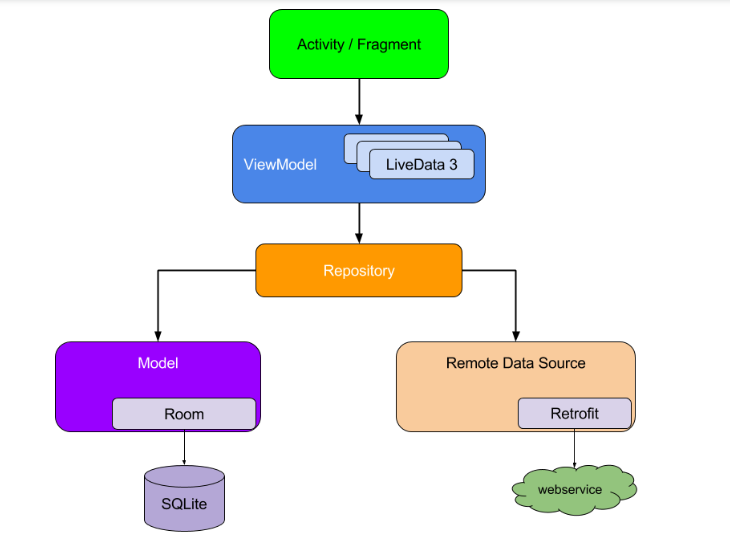 Activity / Fragment
ViewModel
LiveData 3
Repository
Model
Remote Data Source
Room
Retrofit
SQLite
webservice